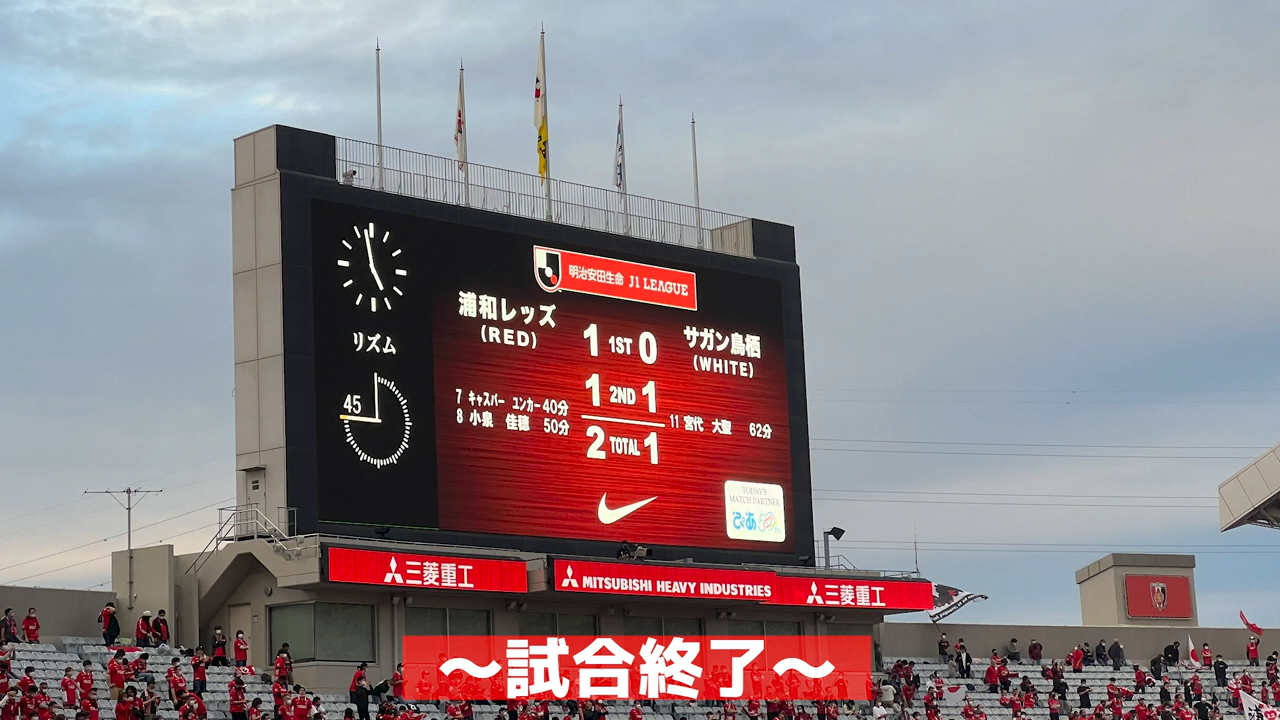 明治安田生命 J1 LEAGUE
浦和レッズ
(RED)
1 1ST 0
サガン鳥栖
(WHITE)
リズム
45
1 2ND 1
7 キャスパー ユンカー 40分
8 小泉 佳穂 50分
11 宮代 大聖 62分
2 TOTAL 1
TODAY'S
MATCH PARTNER
ぴあ
三菱重工
MITSUBISHI HEAVY INDUSTRIES
三菱重工
〜試合終了〜